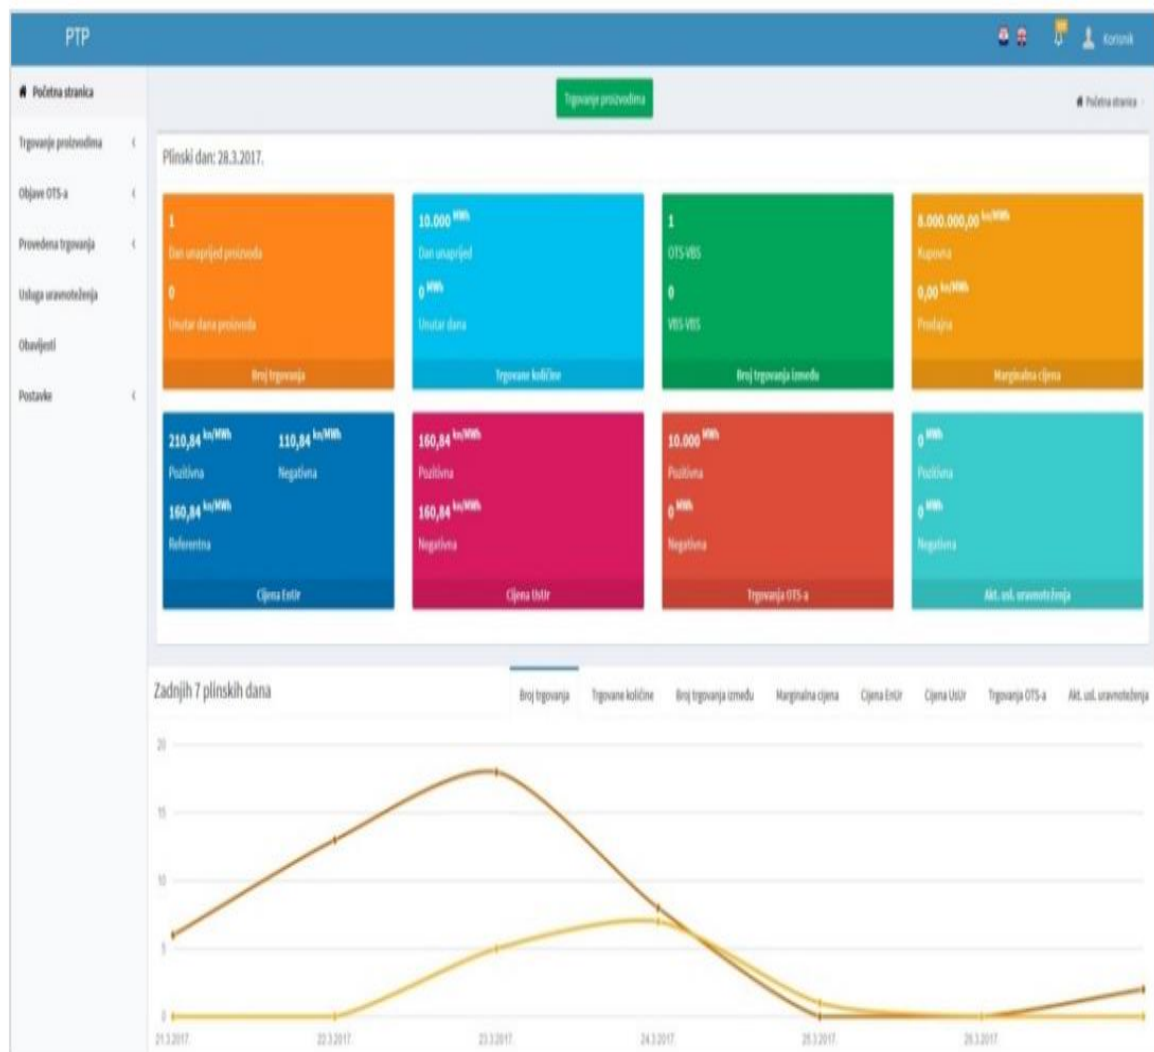 PTP
Korisnik
Početna stranica
Trgovanje proizvodima
Početna stranica
Trgovanje proizvodima
Objave OTS-a
Provedena trgovanja
Usluga uravnoteženja
Obavijesti
Postavke
Plinski dan: 28.3.2017.
1
Dan unaprijed proizvoda
0
Unutar dana proizvoda
Broj trgovanja
10.000 MWh
Dan unaprijed
0 MWh
Unutar dana
Trgovane količine
1
OTS-VBS
0
VBS-VBS
Broj trgovanja između
8.000.000,00 kn/MWh
Kupovna
0,00 kn/MWh
Prodajna
Marginalna cijena
210,84 kn/MWh 110,84 kn/MWh
Pozitivna Negativna
160,84 kn/MWh
Referentna
Cijena EnUr
160,84 kn/MWh
Pozitivna
160,84 kn/MWh
Negativna
Cijena UsUr
10.000 MWh
Pozitivna
0 MWh
Negativna
Trgovanja OTS-a
0 MWh
Pozitivna
0 MWh
Negativna
Akt. usl. uravnoteženja
Zadnjih 7 plinskih dana
Broj trgovanja Trgovane količine Broj trgovanja između Marginalna cijena Cijena EnUr Cijena UsUr Trgovanja OTS-a Akt. usl. uravnoteženja
20
15
10
5
0
21.3.2017. 22.3.2017. 23.3.2017. 24.3.2017. 25.3.2017.